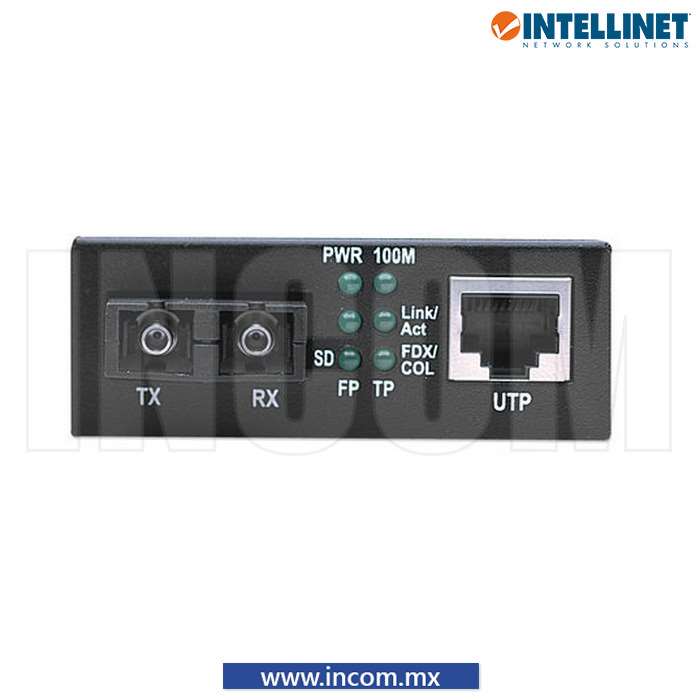 INTELLINET
NETWORK SOLUTIONS
INCOM
PWR 100M
Link/
Act
SD
FDX/
COL
FP TP
TX
RX
UTP
www.incom.mx